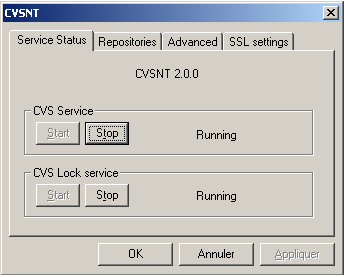 CVSNT
Service Status Repositories Advanced SSL settings
CVSNT 2.0.0
CVS Service
Start Stop Running
CVS Lock service
Start Stop Running
OK Annuler Appliquer